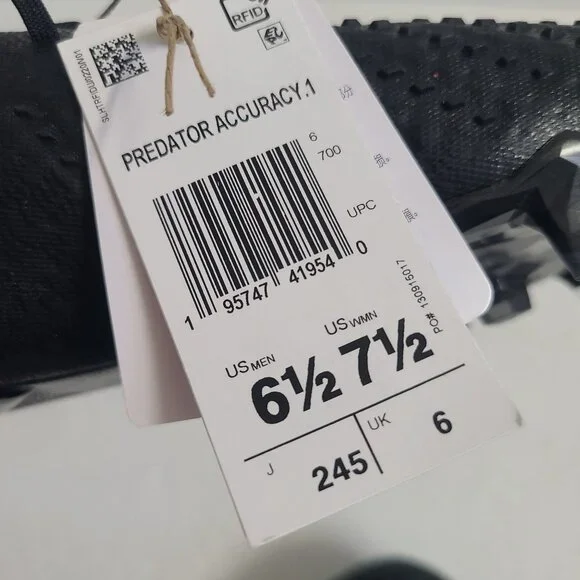 RFID
PREDATOR ACCURACY.1
6
700
UPC
1 95747 41954 0
PO# 130915017
US MEN
US WMN
6½ 7½
J 245
UK 6